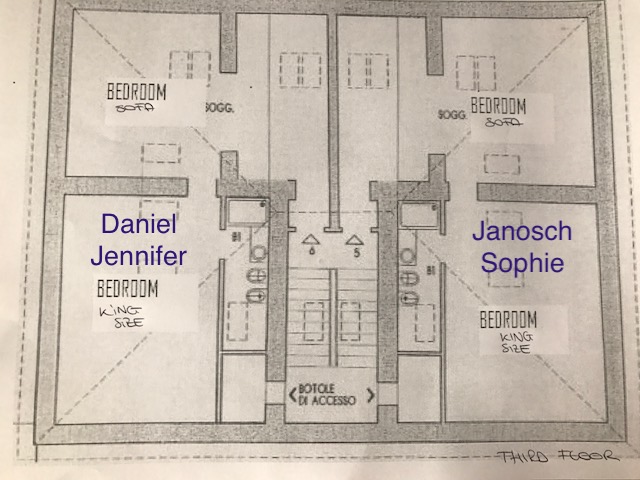 BEDROOM
SOFA
SOGG.
BEDROOM
SOFA
SOGG.
Daniel
Jennifer
BEDROOM
KING
SIZE
B1
6
5
B1
Janosch
Sophie
BEDROOM
KING
SIZE
BOTOLE
DI ACCESSO
THIRD FLOOR